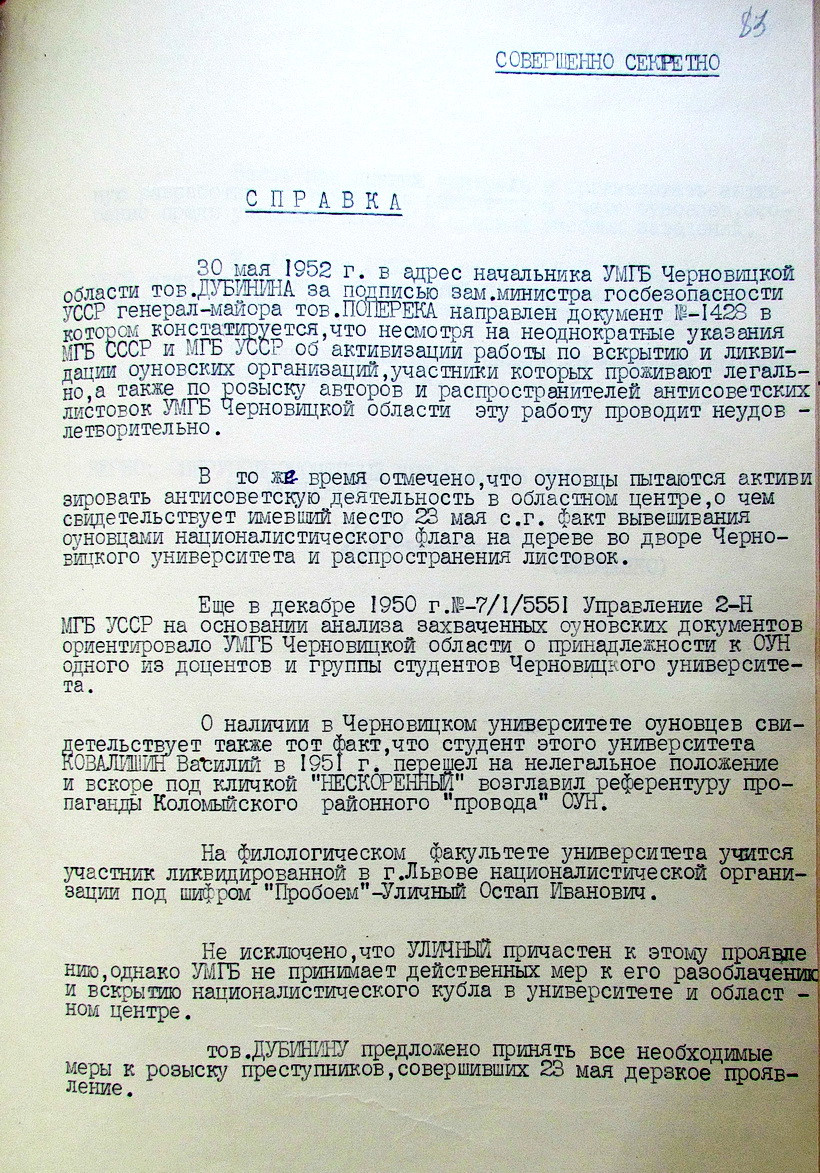 83
СОВЕРШЕННО СЕКРЕТНО
С П Р А В К А
30 мая 1952 г. в адрес начальника УМГБ Черновицкой
области тов.ДУБИНИНА за подписью зам.министра госбезопасности
УССР генерал-майора тов.ПОПЕРЕКА направлен документ №-1428 в
котором констатируется,что несмотря на неоднократные указания
МГБ СССР и МГБ УССР об активизации работы по вскрытию и ликви-
дации оуновских организаций,участники которых проживают легаль-
но,а также по розыску авторов и распространителей антисоветских
листовок УМГБ Черновицкой области эту работу проводит неудов -
летворительно.
В то же время отмечено,что оуновцы пытаются активи
зировать антисоветскую деятельность в областном центре,о чем
свидетельствует имевший место 23 мая с.г. факт вывешивания
оуновцами националистического флага на дереве во дворе Черно-
вицкого университета и распространения листовок.
Еще в декабре 1950 г.№-7/1/5551 Управление 2-Н
МГБ УССР на основании анализа захваченных оуновских документов
ориентировало УМГБ Черновицкой области о принадлежности к ОУН
одного из доцентов и группы студентов Черновицкого университе-
та.
О наличии в Черновицком университете оуновцев сви-
детельствует также тот факт,что студент этого университета
КОВАЛИШИН Василий в 1951 г. перешел на нелегальное положение
и вскоре под кличкой "НЕСКОРЕННЫЙ" возглавил референтуру про-
паганды Коломыйского районного "провода" ОУН.
На филологическом факультете университета учится
участник ликвидированной в г.Львове националистической органи-
зации под шифром "Пробоем"-Уличный Остап Иванович.
Не исключено,что УЛИЧНЫЙ причастен к этому проявле
нию,однако УМГБ не принимает действенных мер к его разоблачению
и вскрытию националистического кубла в университете и област -
ном центре.
тов.ДУБИНИНУ предложено принять все необходимые
меры к розыску преступников,совершивших 23 мая дерзкое прояв-
ление.